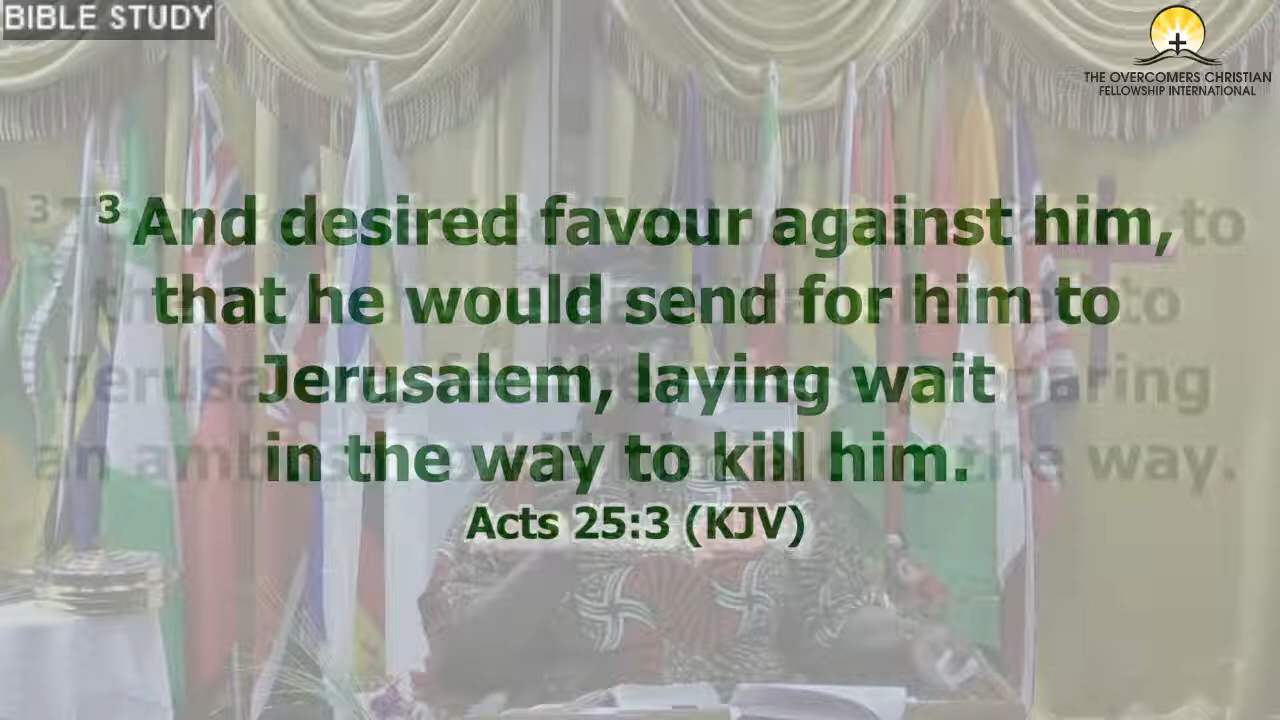 BIBLE STUDY
THE OVERCOMERS CHRISTIAN
FELLOWSHIP INTERNATIONAL
3 And desired favour against him,
that he would send for him to
Jerusalem, laying wait
in the way to kill him.
Acts 25:3 (KJV)